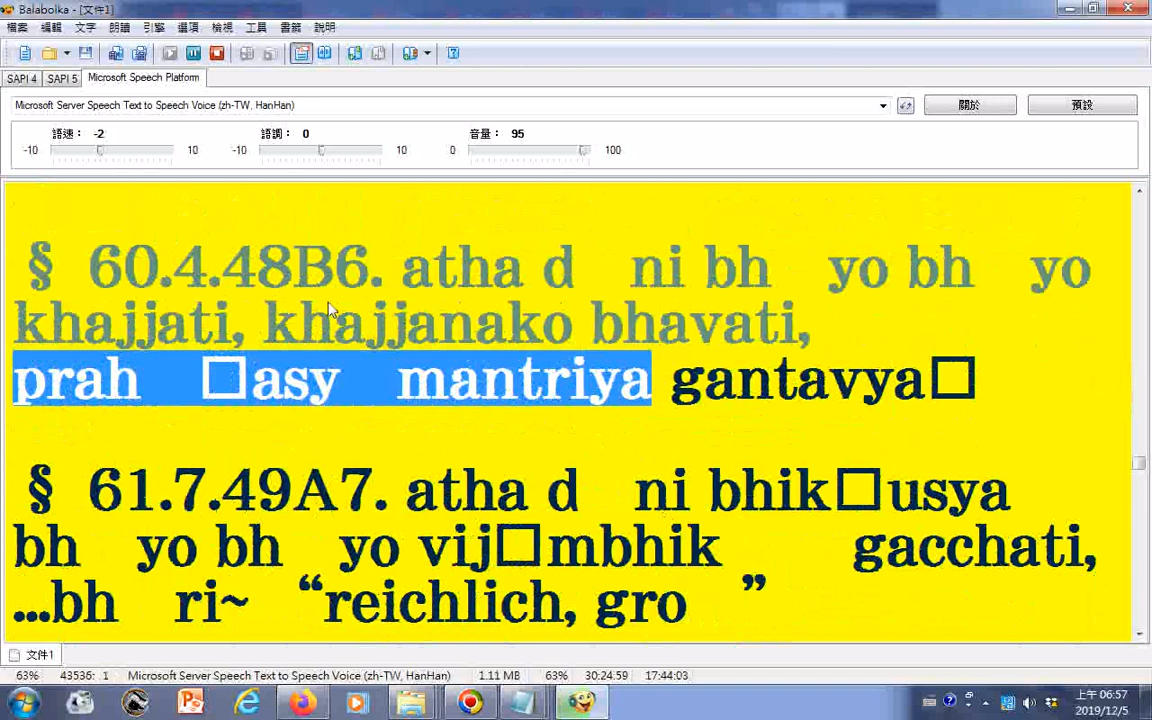 Balabolka - [文件1]
檔案 編輯 文字 朗讀 引擎 選項 檢視 工具 書籤 說明
SAPI 4 SAPI 5 Microsoft Speech Platform
Microsoft Server Speech Text to Speech Voice (zh-TW, HanHan) 關於 預設
語速： -2 語調： 0 音量： 95
-10 10 -10 10 0 100
§ 60.4.48B6. atha d ni bh yo bh yo
khajjati, khajjanako bhavati,
prah □asy mantriya gantavya□
§ 61.7.49A7. atha d ni bhik□usya
bh yo bh yo vij□mbhik gacchati,
...bh ri~ “reichlich, gro ”
文件1
63% 43536: 1 Microsoft Server Speech Text to Speech Voice (zh-TW, HanHan) 1.11 MB 63% 30:24:59 17:44:03
上午 06:57
2019/12/5